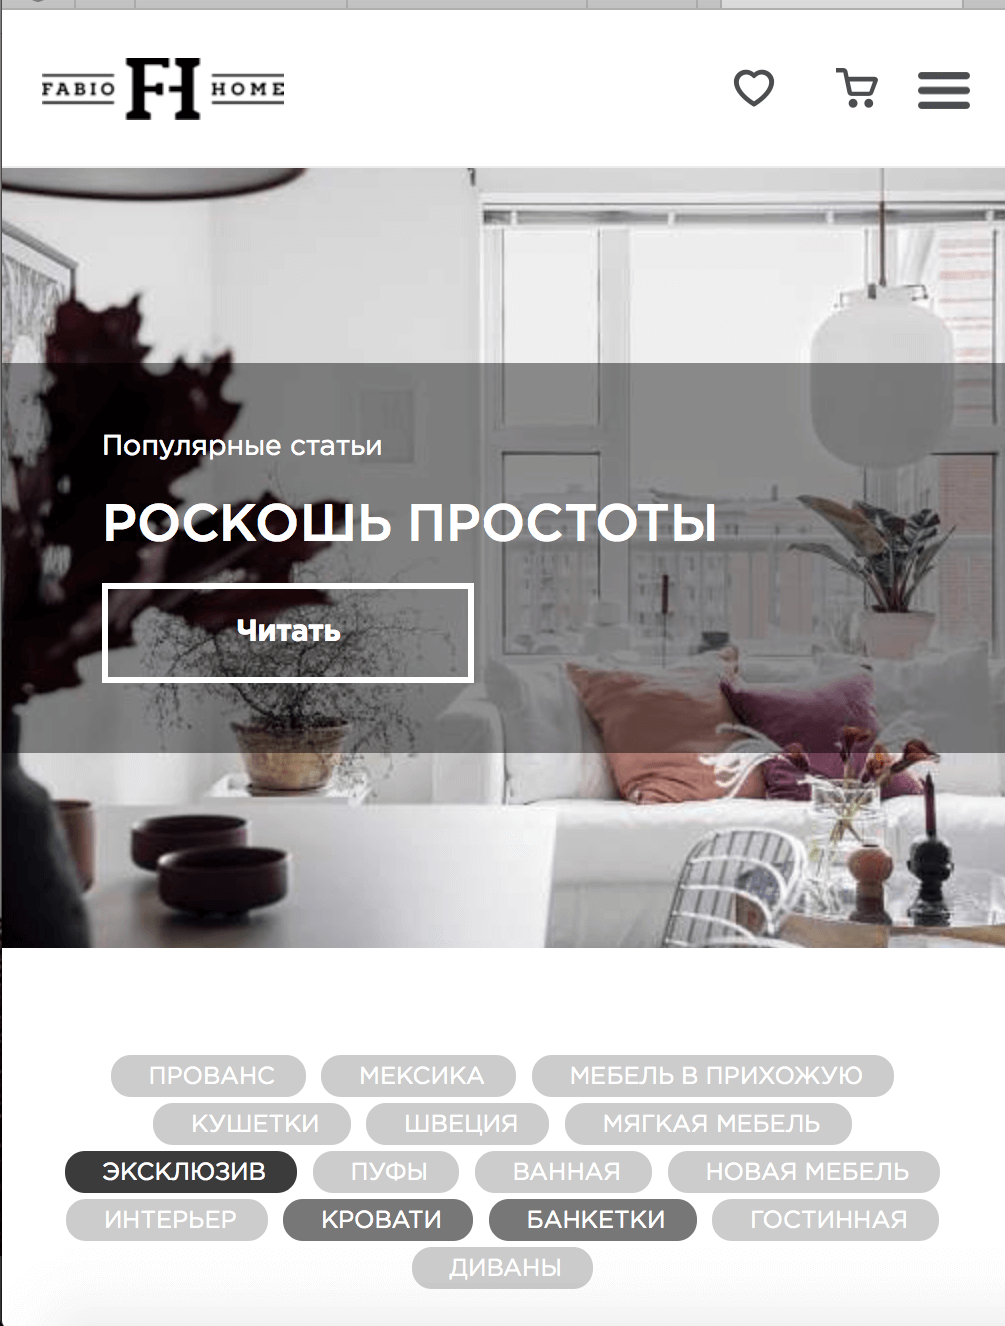 FABIO FH HOME
Популярные статьи
РОСКОШЬ ПРОСТОТЫ
Читать
ПРОВАНС МЕКСИКА МЕБЕЛЬ В ПРИХОЖУЮ
КУШЕТКИ ШВЕЦИЯ МЯГКАЯ МЕБЕЛЬ
ЭКСКЛЮЗИВ ПУФЫ ВАННАЯ НОВАЯ МЕБЕЛЬ
ИНТЕРЬЕР КРОВАТИ БАНКЕТКИ ГОСТИННАЯ
ДИВАНЫ